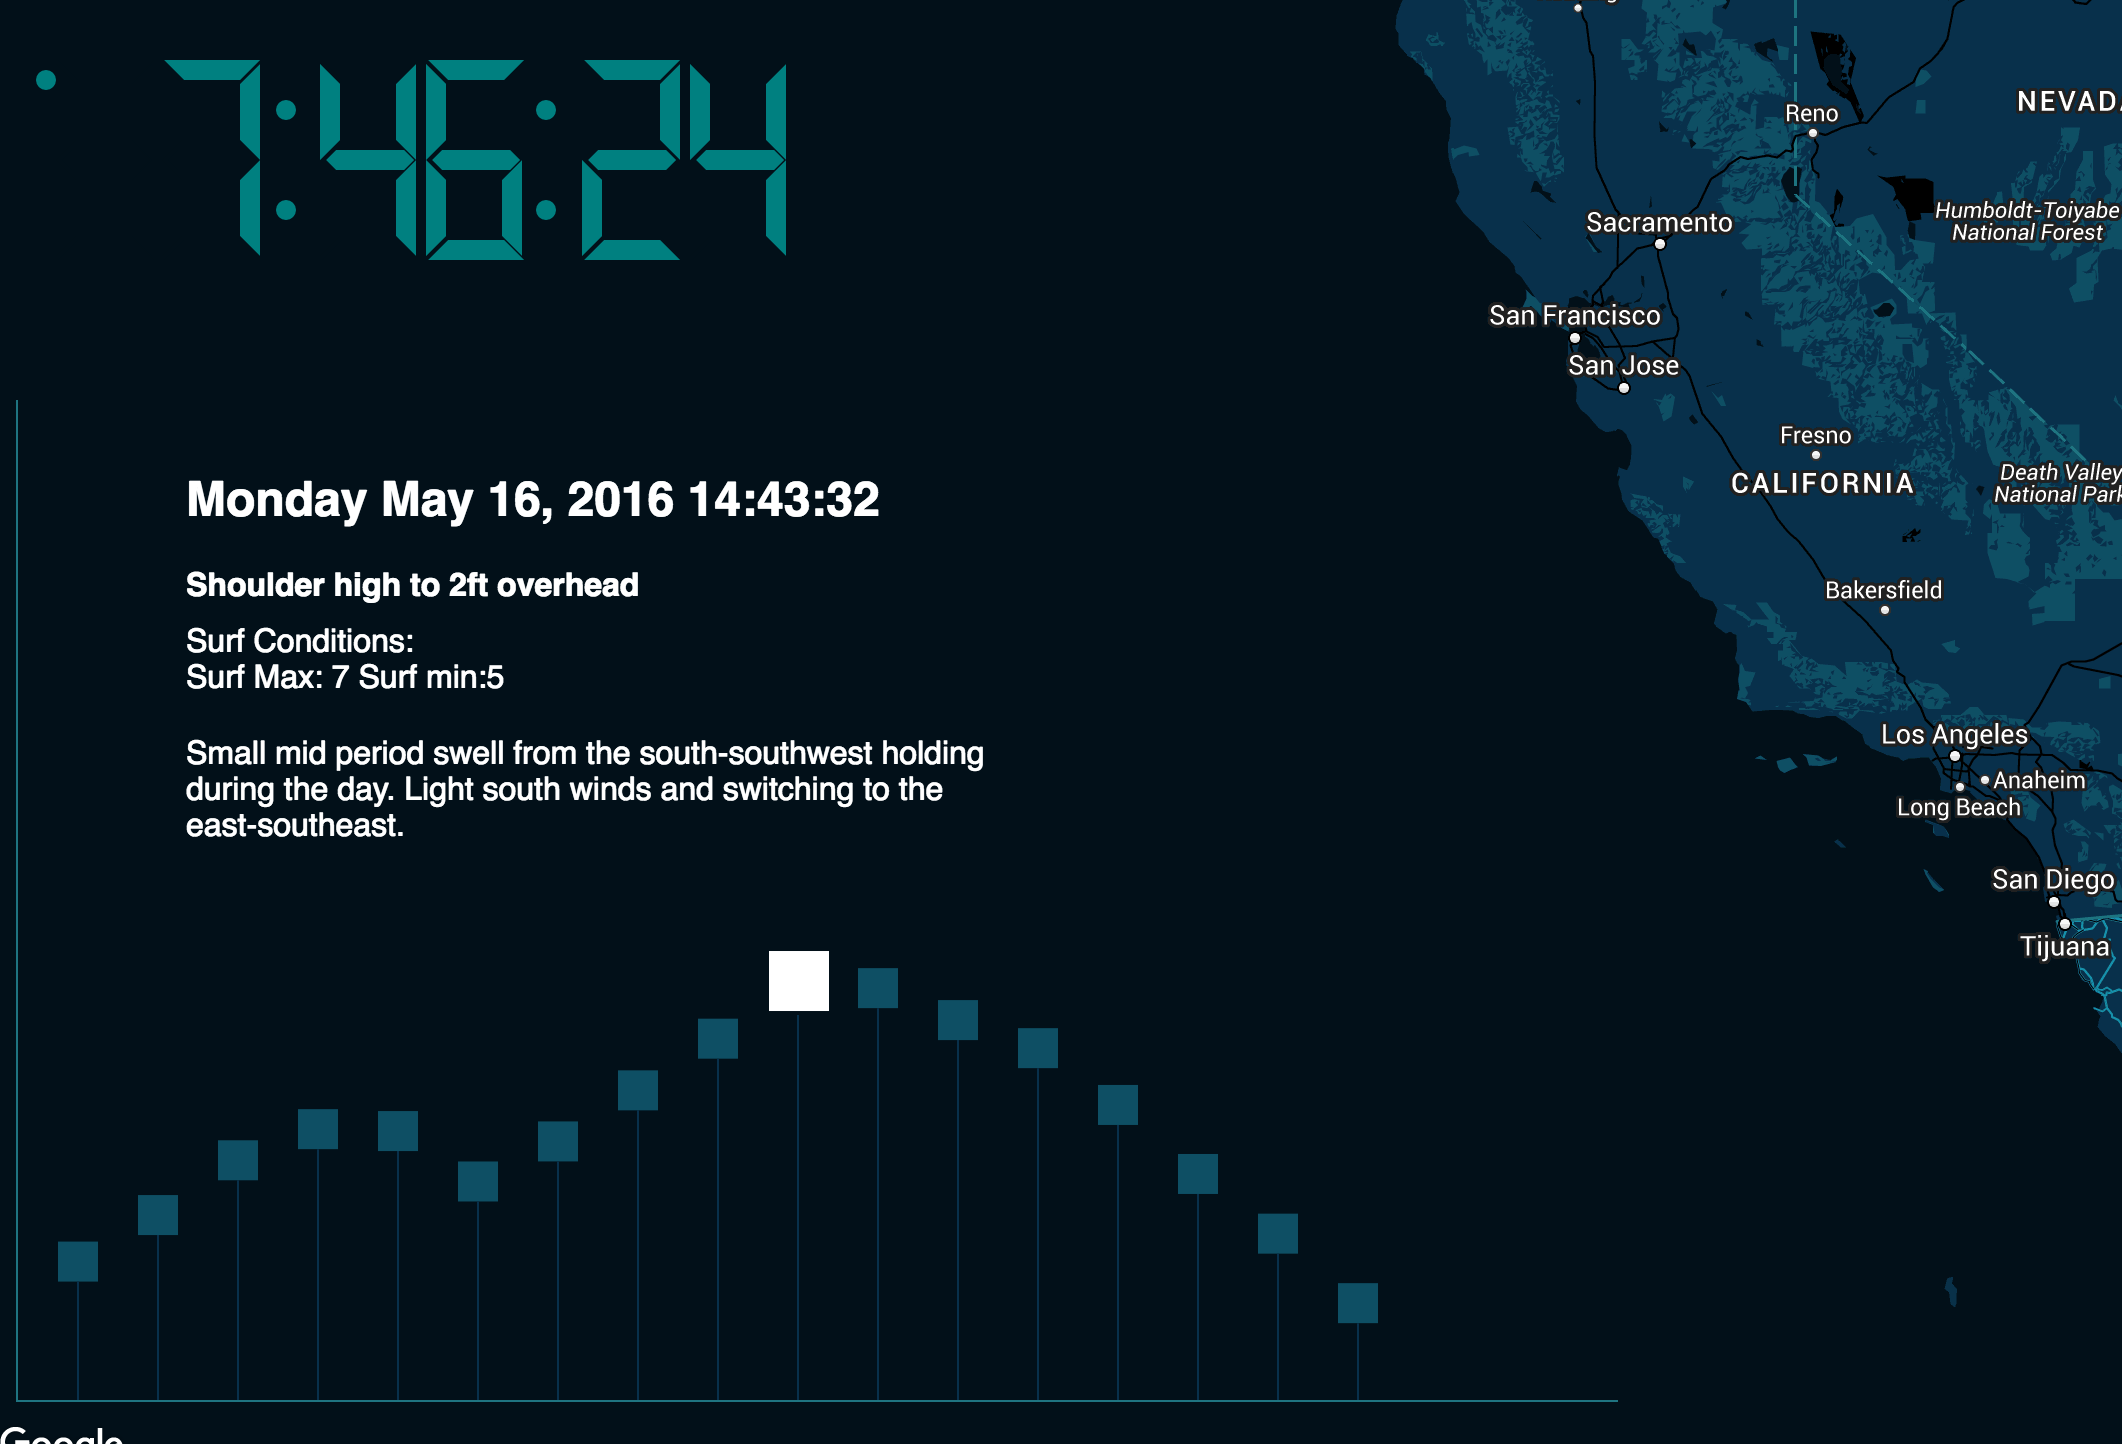 7:46:24
Monday May 16, 2016 14:43:32
Shoulder high to 2ft overhead
Surf Conditions:
Surf Max: 7 Surf min:5
Small mid period swell from the south-southwest holding
during the day. Light south winds and switching to the
east-southeast.
NEVADA
Reno
Humboldt-Toiyabe
National Forest
Sacramento
San Francisco
San Jose
Fresno
CALIFORNIA
Death Valley
National Park
Bakersfield
Los Angeles
Anaheim
Long Beach
San Diego
Tijuana
Google